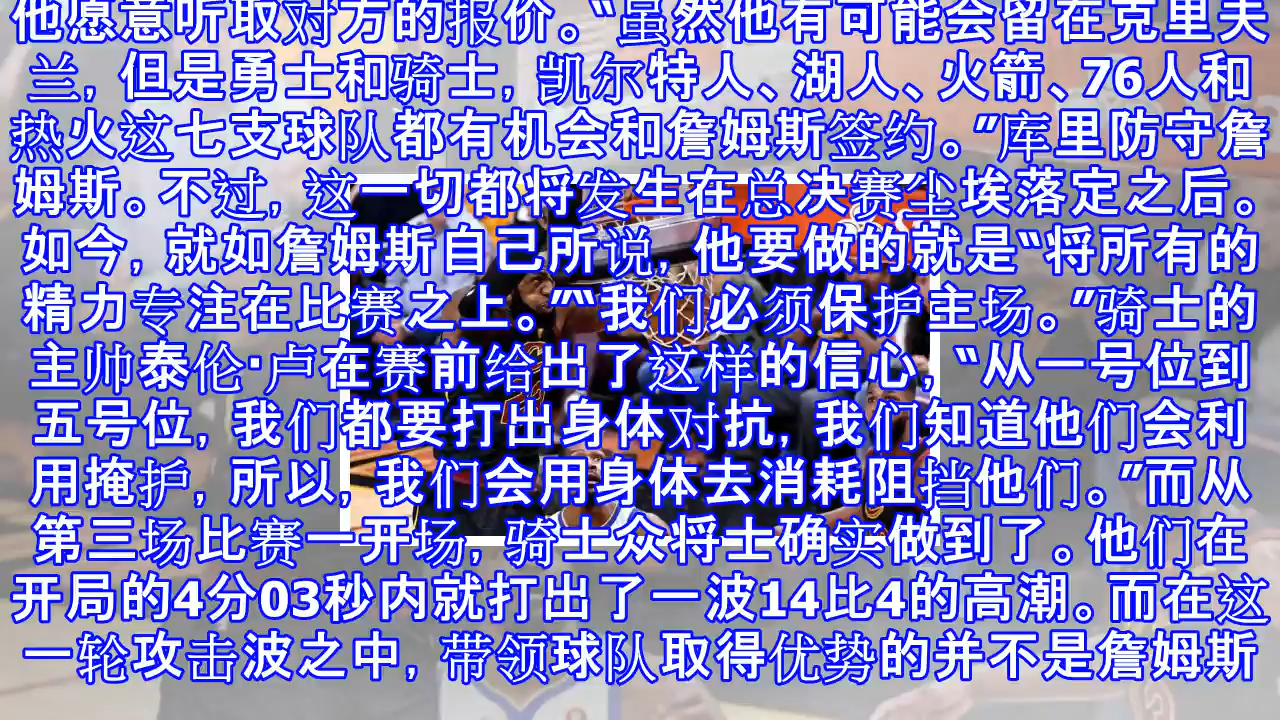 他愿意听取对方的报价。“虽然他有可能会留在克里夫
兰, 但是勇士和骑士, 凯尔特人、湖人、火箭、76人和
热火这七支球队都有机会和詹姆斯签约。”库里防守詹
姆斯。不过, 这一切都将发生在总决赛尘埃落定之后。
如今, 就如詹姆斯自己所说, 他要做的就是“将所有的
精力专注在比赛之上。”“我们必须保护主场。”骑士的
主帅泰伦·卢在赛前给出了这样的信心, “从一号位到
五号位, 我们都要打出身体对抗, 我们知道他们会利
用掩护, 所以, 我们会用身体去消耗阻挡他们。”而从
第三场比赛一开场, 骑士众将士确实做到了。他们在
开局的4分03秒内就打出了一波14比4的高潮。而在这
一轮攻击波之中, 带领球队取得优势的并不是詹姆斯